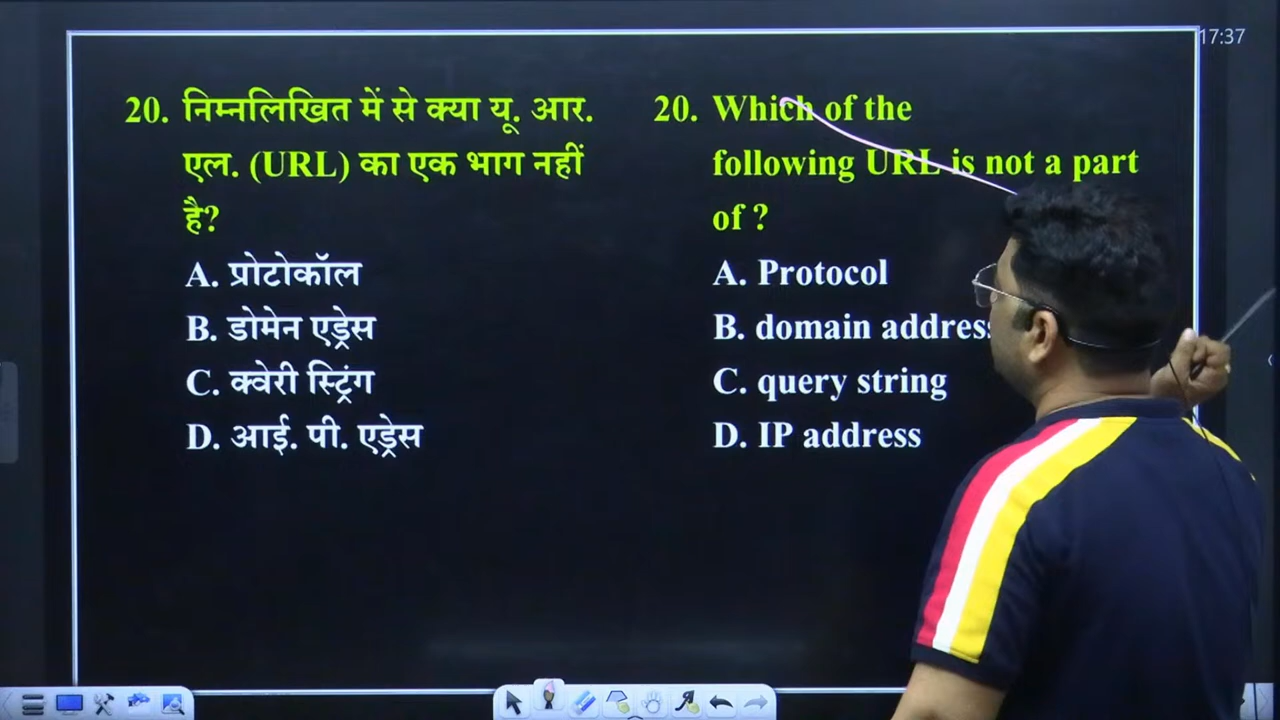 17:37
20. निम्नलिखित में से क्या यू. आर.
एल. (URL) का एक भाग नहीं
है?
A. प्रोटोकॉल
B. डोमेन एड्रेस
C. क्वेरी स्ट्रिंग
D. आई. पी. एड्रेस
20. Which of the
following URL is not a part
of ?
A. Protocol
B. domain address
C. query string
D. IP address